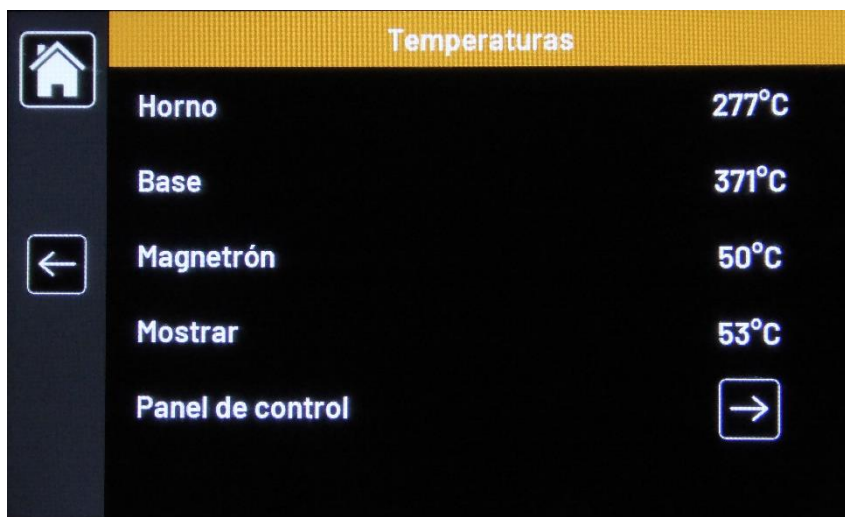 Temperaturas
Horno 277°C
Base 371°C
Magnetrón 50°C
Mostrar 53°C
Panel de control